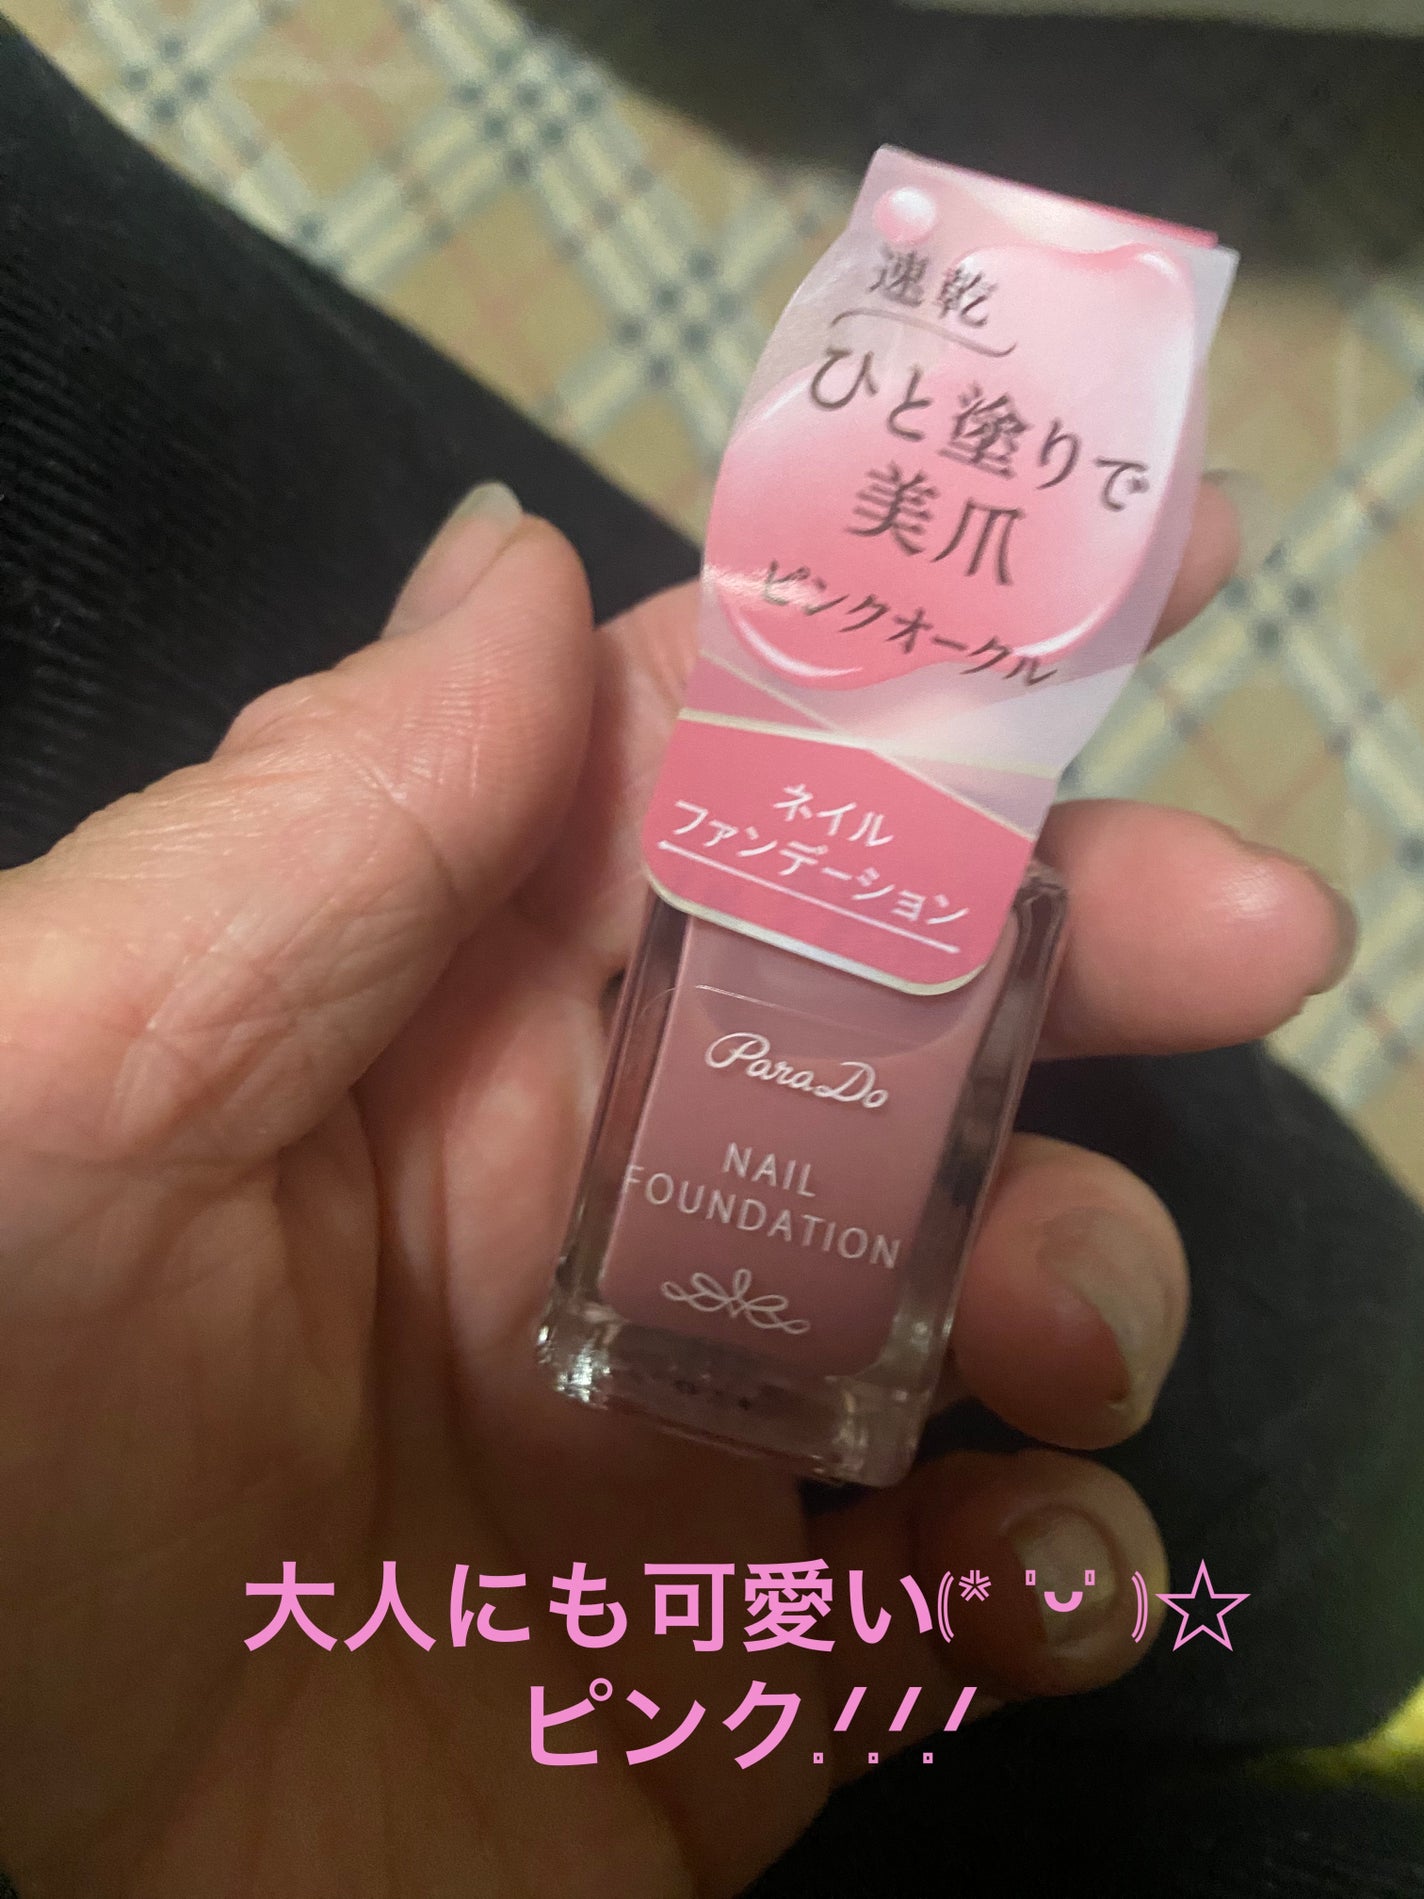 速乾
ひと塗りで
美爪
ピンクオークル
ネイル
ファンデーション
ParaDo
NAIL
FOUNDATION
大人にも可愛い(* 'ᵕ' )☆
ピンク!!!